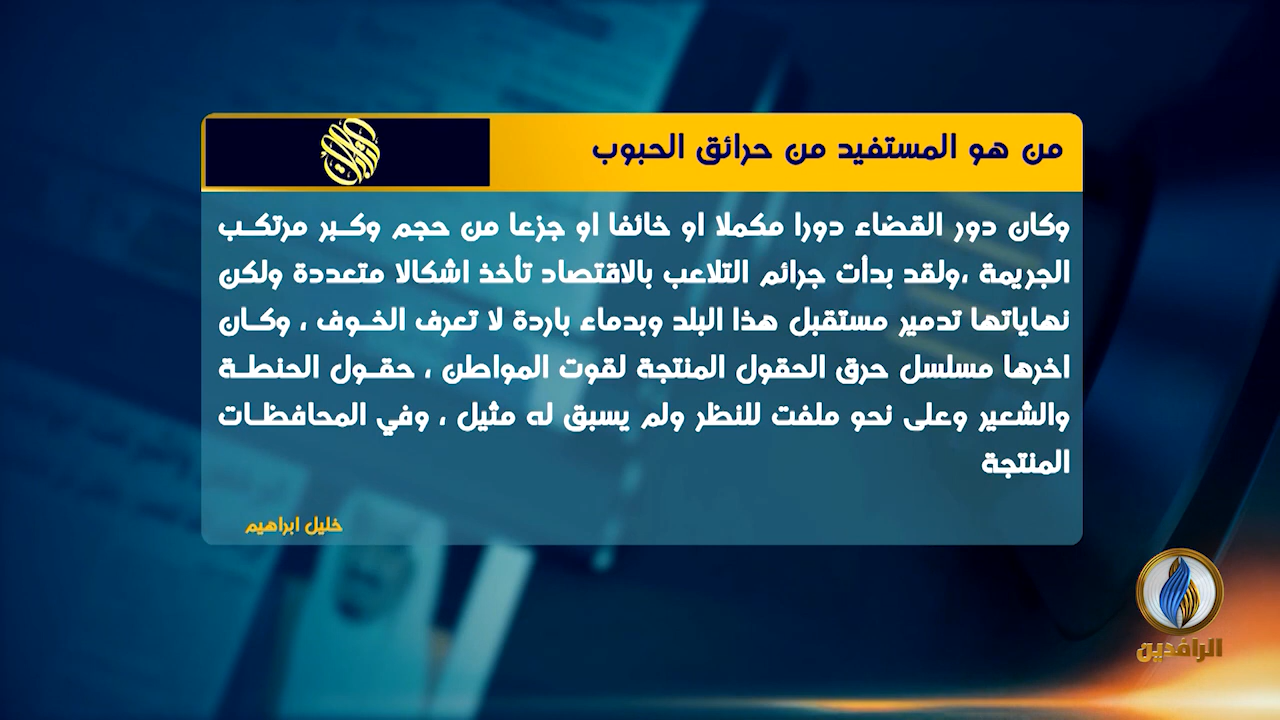 من هو المستفيد من حرائق الحبوب
وكان دور القضاء دورا مكملا او خائفا او جزعا من حجم وكبر مرتكب
الجريمة ،ولقد بدأت جرائم التلاعب بالاقتصاد تأخذ اشكالا متعددة ولكن
نهاياتها تدمير مستقبل هذا البلد وبدماء باردة لا تعرف الخوف ، وكان
اخرها مسلسل حرق الحقول المنتجة لقوت المواطن ، حقول الحنطة
والشعير وعلى نحو ملفت للنظر ولم يسبق له مثيل ، وفي المحافظات
المنتجة
خليل ابراهيم
الرافدين